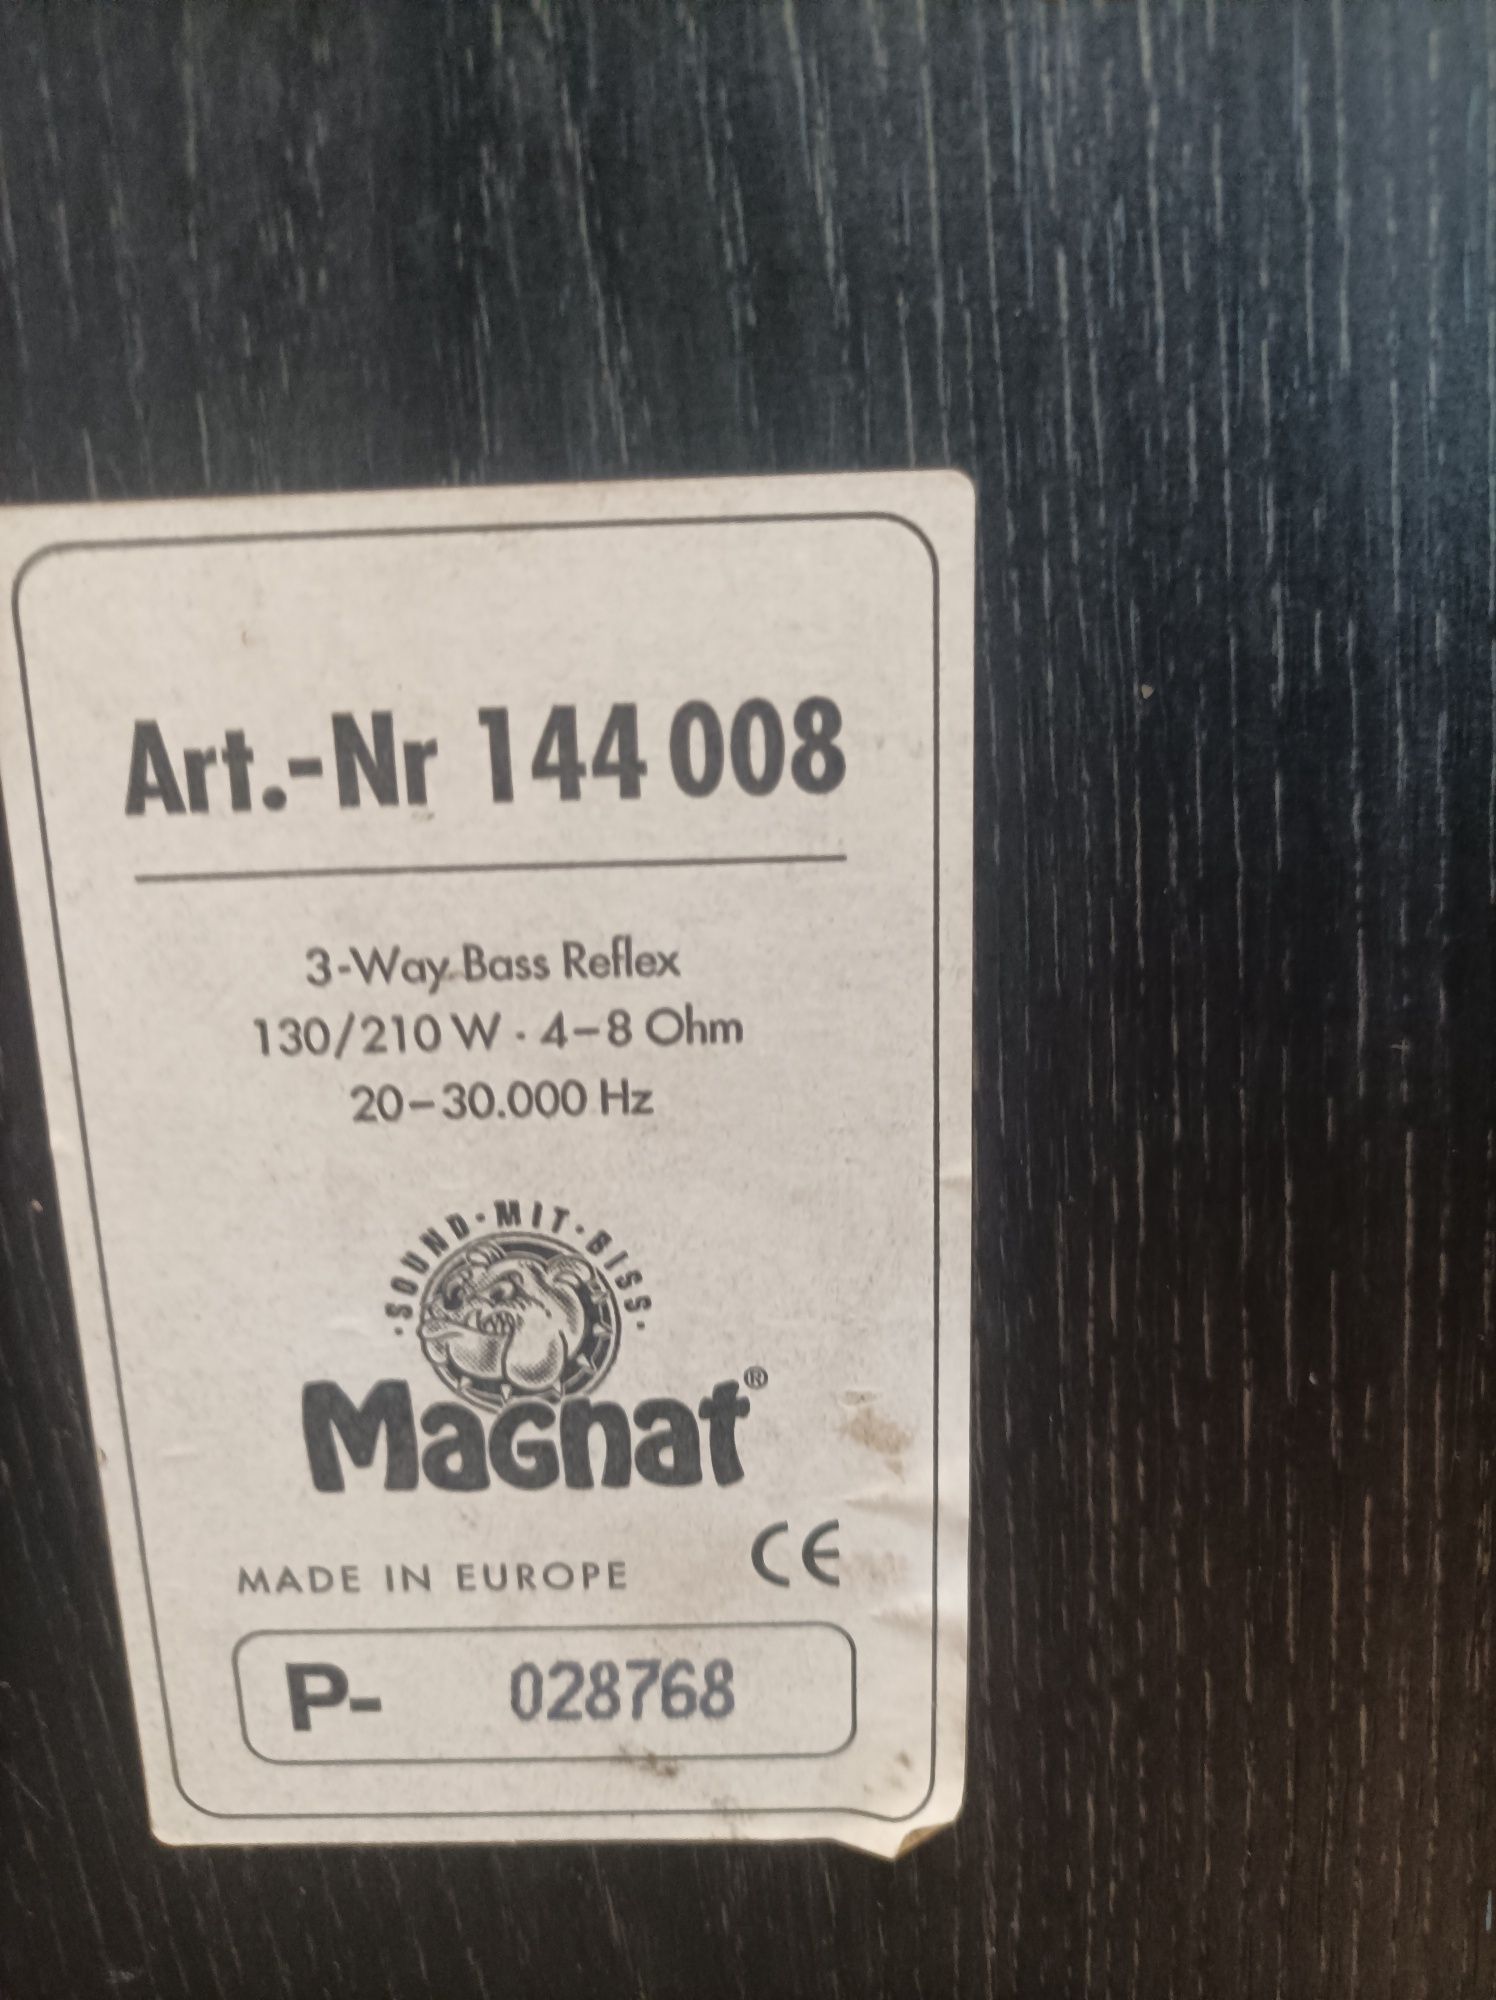 Art.-Nr 144 008
3-Way Bass Reflex
130/210 W · 4–8 Ohm
20–30.000 Hz
·SOUND·MIT·BISS·
Magnat®
MADE IN EUROPE CE
P- 028768